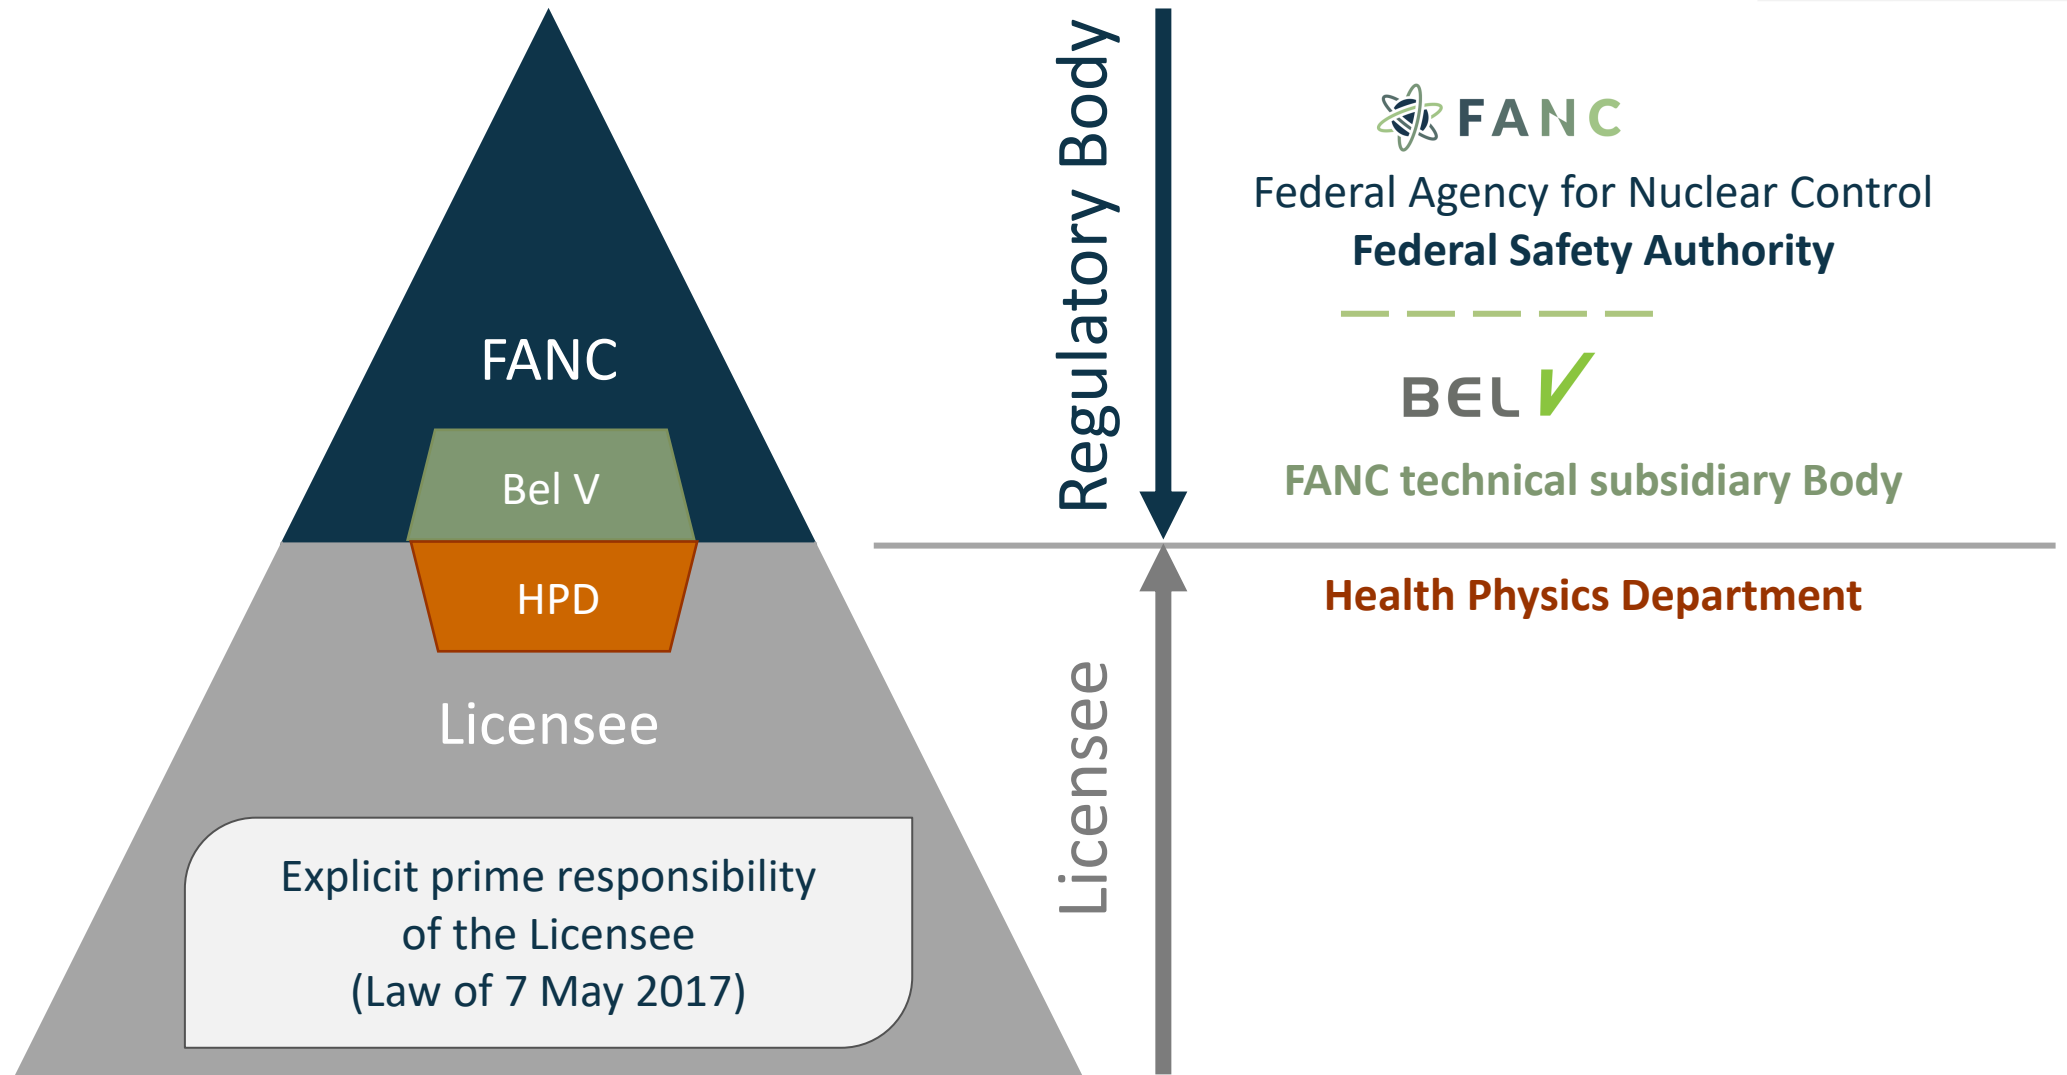 FANC
Bel V
HPD
Licensee
Explicit prime responsibility
of the Licensee
(Law of 7 May 2017)
Regulatory Body
Licensee
FANC
Federal Agency for Nuclear Control
Federal Safety Authority
BEL V
FANC technical subsidiary Body
Health Physics Department